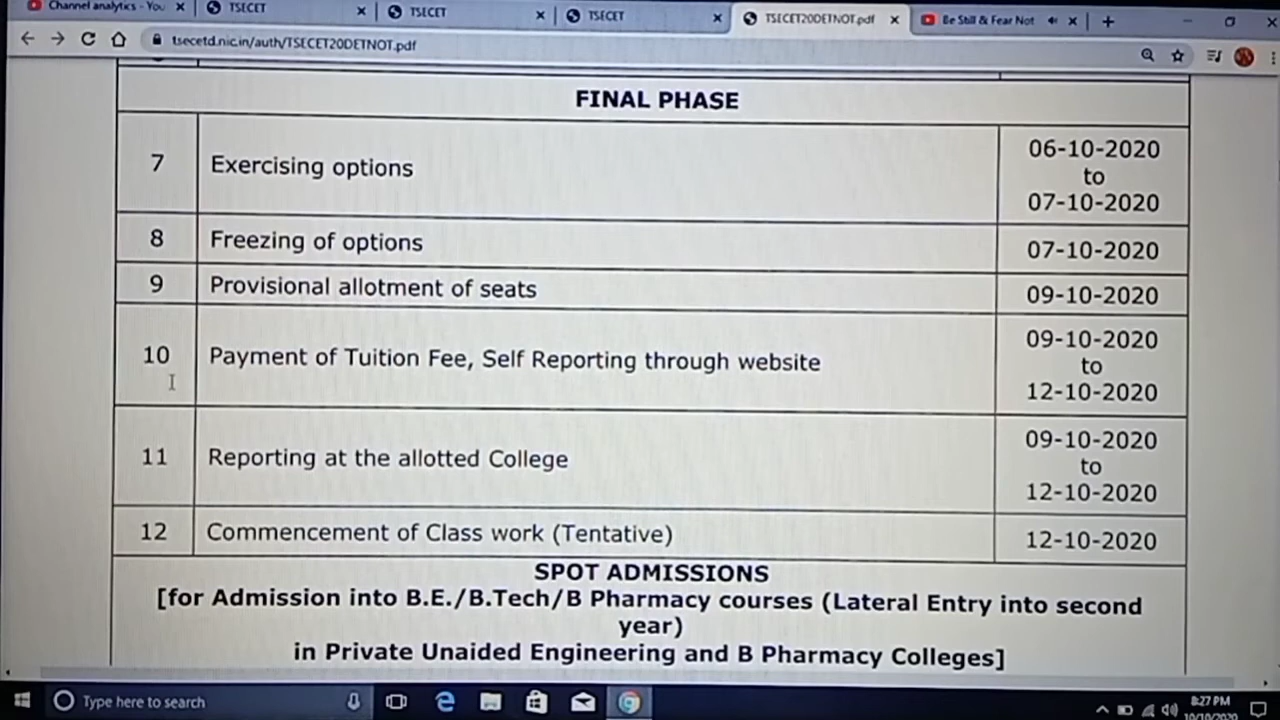 Channel analytics - You
TSECET
TSECET
TSECET
TSECET20DETNOT.pdf
Be Still & Fear Not
tsecetd.nic.in/auth/TSECET20DETNOT.pdf
FINAL PHASE
7 Exercising options 06-10-2020
to
07-10-2020
8 Freezing of options 07-10-2020
9 Provisional allotment of seats 09-10-2020
10 Payment of Tuition Fee, Self Reporting through website 09-10-2020
to
12-10-2020
11 Reporting at the allotted College 09-10-2020
to
12-10-2020
12 Commencement of Class work (Tentative) 12-10-2020
SPOT ADMISSIONS
[for Admission into B.E./B.Tech/B Pharmacy courses (Lateral Entry into second
year)
in Private Unaided Engineering and B Pharmacy Colleges]
Type here to search
8:27 PM
10/10/2020